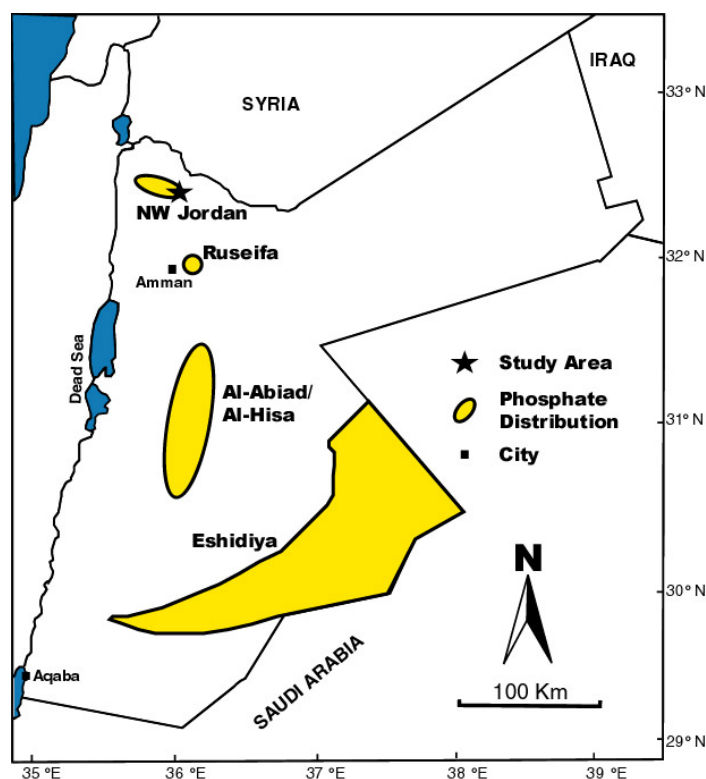 IRAQ
SYRIA
33° N
NW Jordan
Ruseifa
32° N
Amman
Dead Sea
Study Area
Al-Abiad/
Al-Hisa
Phosphate
Distribution
31° N
City
Eshidiya
N
30° N
SAUDI ARABIA
Aqaba
100 Km
29° N
35 °E
36 °E
37 °E
38 °E
39 °E